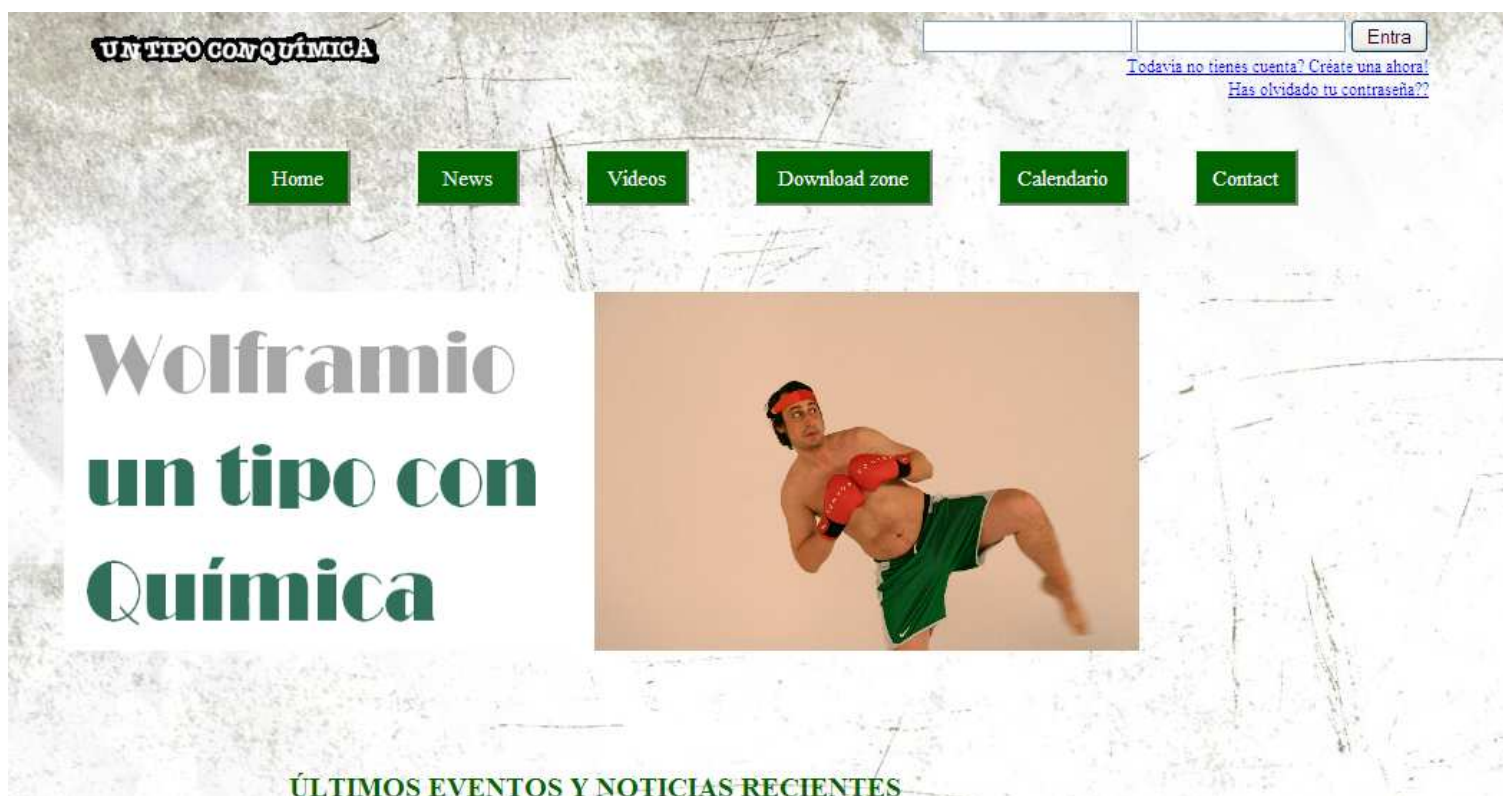 UN TIPO CON QUÍMICA
Entra
Todavia no tienes cuenta? Créate una ahora!
Has olvidado tu contraseña??
Home
News
Videos
Download zone
Calendario
Contact
Wolframio
un tipo con
Química
ÚLTIMOS EVENTOS Y NOTICIAS RECIENTES